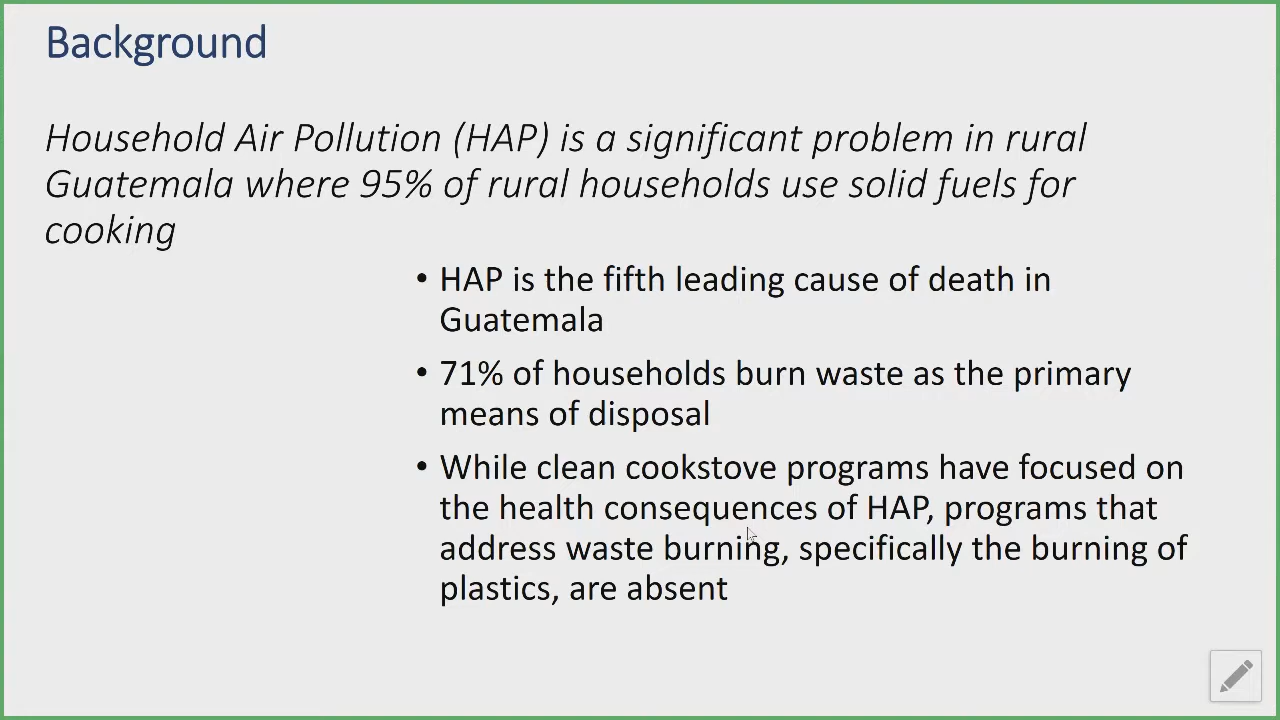 Background
Household Air Pollution (HAP) is a significant problem in rural
Guatemala where 95% of rural households use solid fuels for
cooking
• HAP is the fifth leading cause of death in
Guatemala
• 71% of households burn waste as the primary
means of disposal
• While clean cookstove programs have focused on
the health consequences of HAP, programs that
address waste burning, specifically the burning of
plastics, are absent